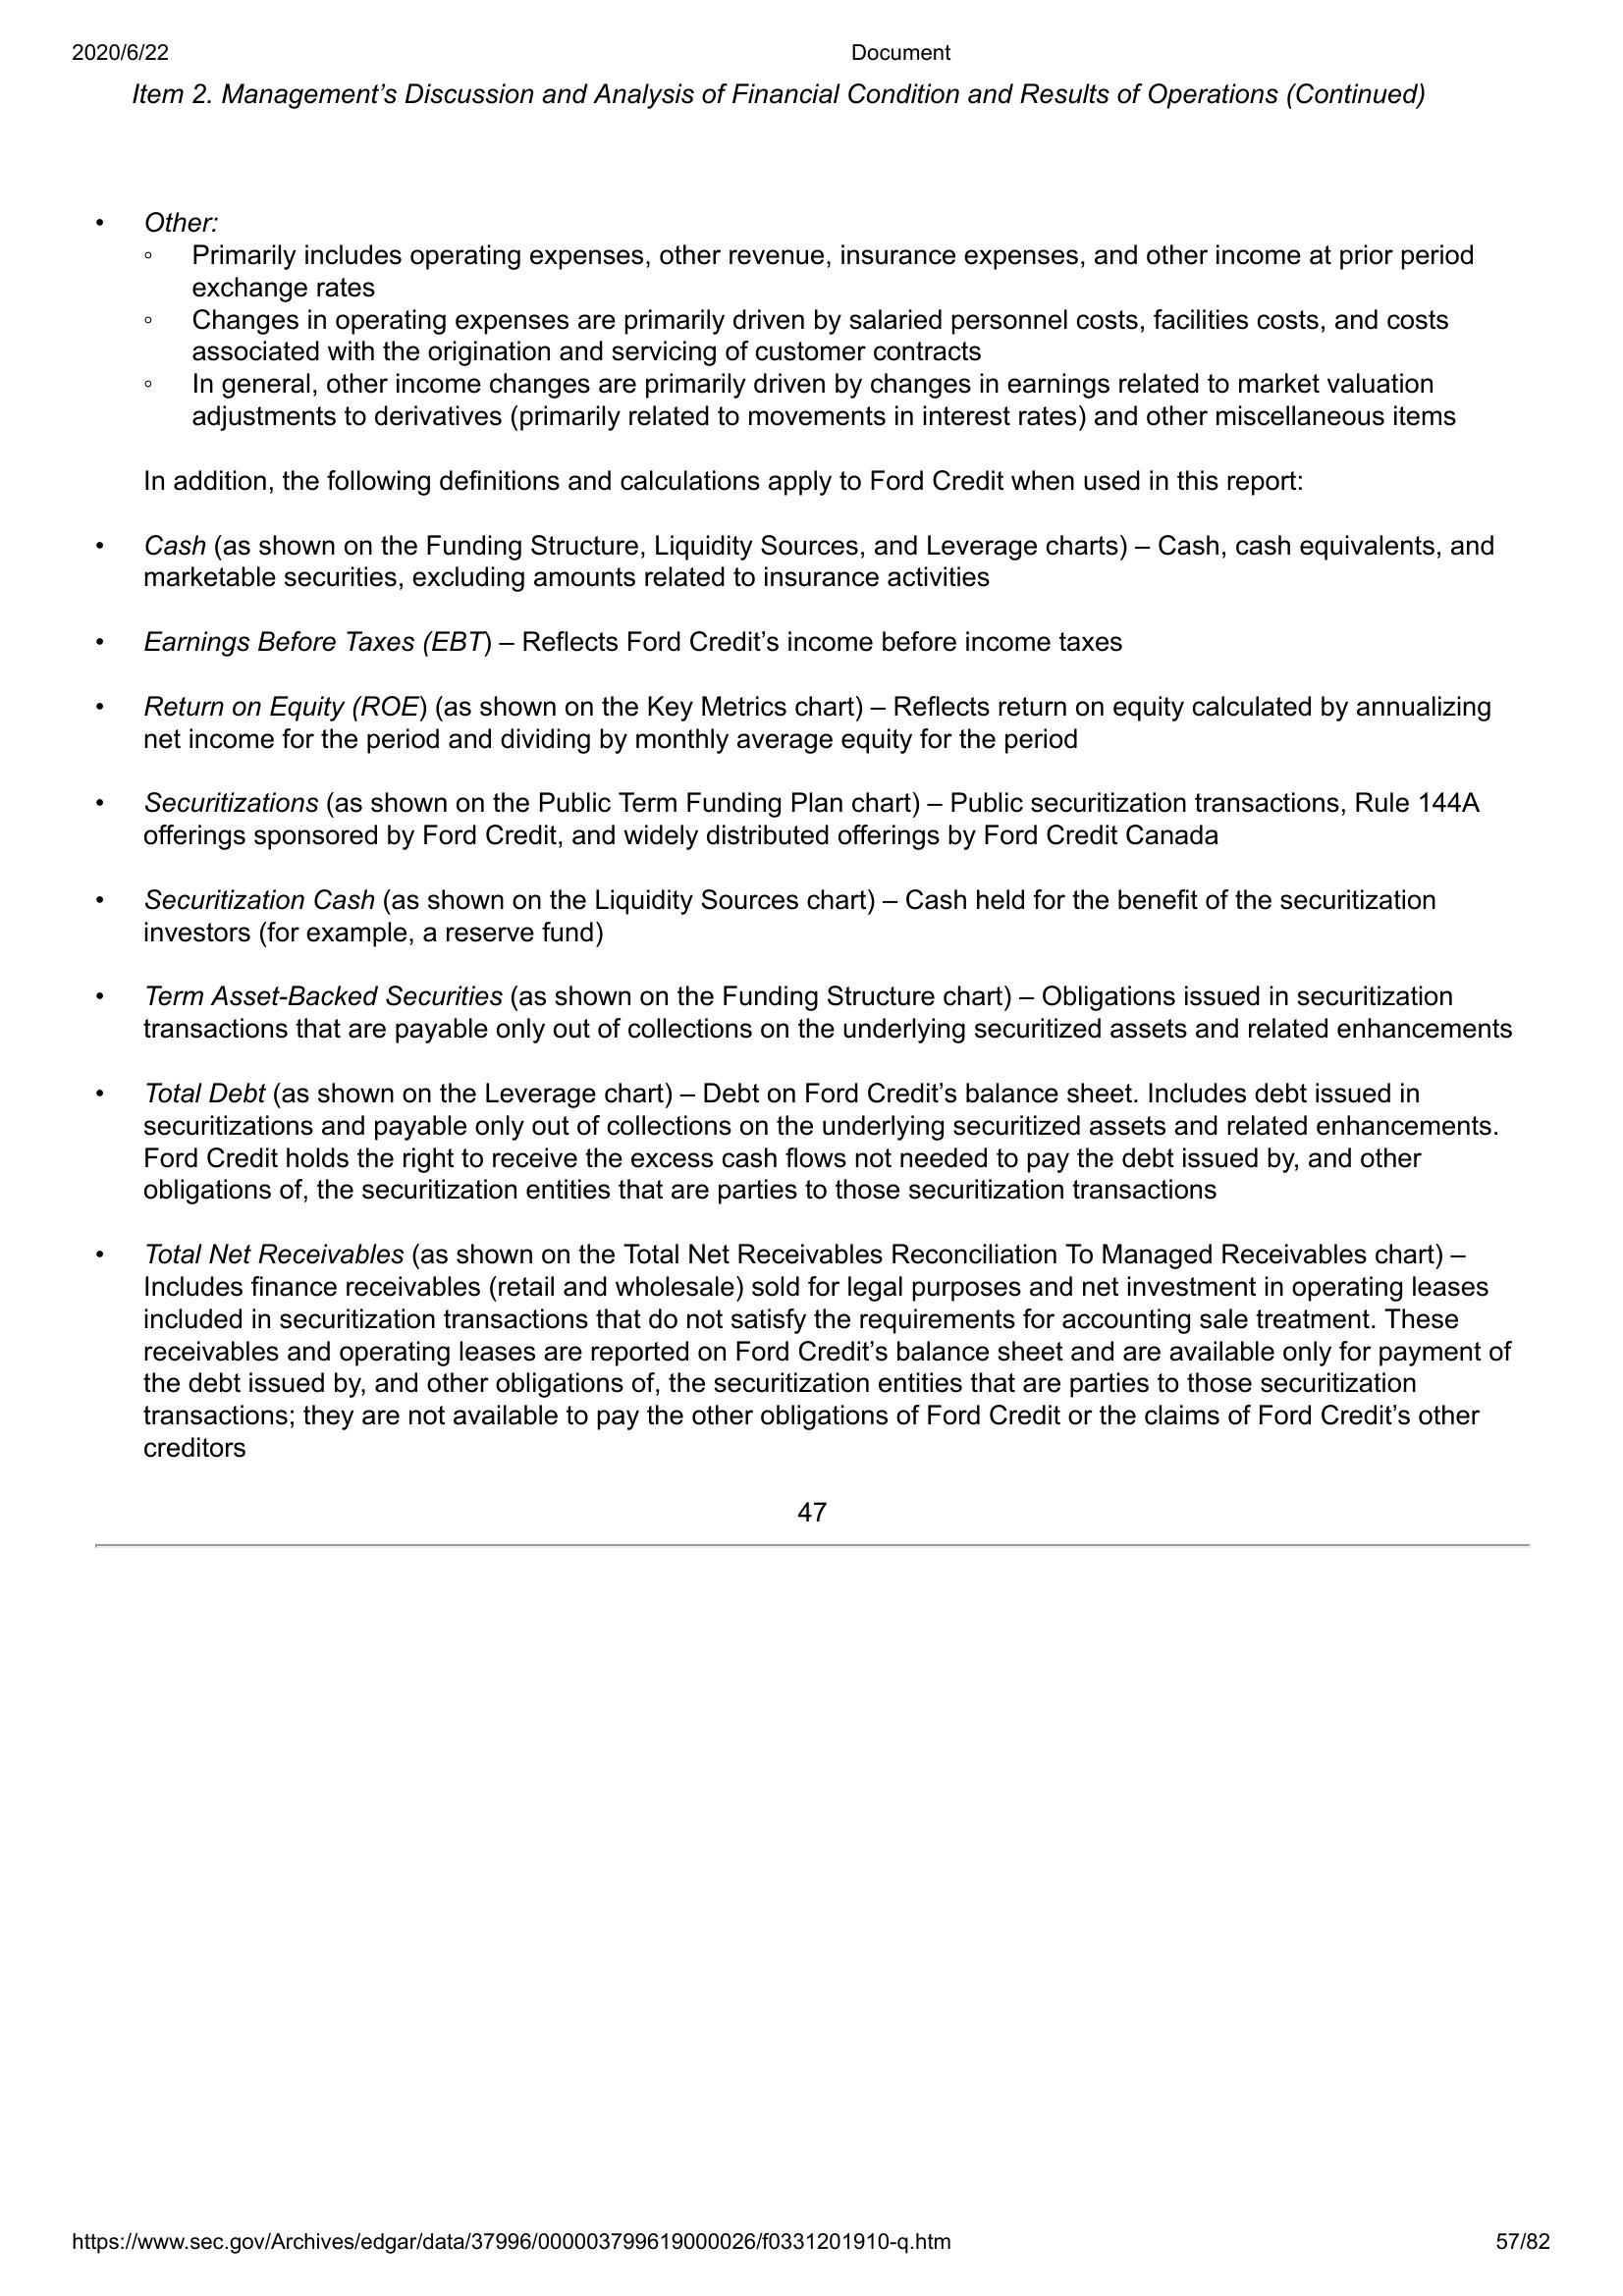 2020/6/22 Document
Item 2. Management’s Discussion and Analysis of Financial Condition and Results of Operations (Continued)
• Other:
◦ Primarily includes operating expenses, other revenue, insurance expenses, and other income at prior period
exchange rates
◦ Changes in operating expenses are primarily driven by salaried personnel costs, facilities costs, and costs
associated with the origination and servicing of customer contracts
◦ In general, other income changes are primarily driven by changes in earnings related to market valuation
adjustments to derivatives (primarily related to movements in interest rates) and other miscellaneous items
In addition, the following definitions and calculations apply to Ford Credit when used in this report:
• Cash (as shown on the Funding Structure, Liquidity Sources, and Leverage charts) – Cash, cash equivalents, and
marketable securities, excluding amounts related to insurance activities
• Earnings Before Taxes (EBT) – Reflects Ford Credit’s income before income taxes
• Return on Equity (ROE) (as shown on the Key Metrics chart) – Reflects return on equity calculated by annualizing
net income for the period and dividing by monthly average equity for the period
• Securitizations (as shown on the Public Term Funding Plan chart) – Public securitization transactions, Rule 144A
offerings sponsored by Ford Credit, and widely distributed offerings by Ford Credit Canada
• Securitization Cash (as shown on the Liquidity Sources chart) – Cash held for the benefit of the securitization
investors (for example, a reserve fund)
• Term Asset-Backed Securities (as shown on the Funding Structure chart) – Obligations issued in securitization
transactions that are payable only out of collections on the underlying securitized assets and related enhancements
• Total Debt (as shown on the Leverage chart) – Debt on Ford Credit’s balance sheet. Includes debt issued in
securitizations and payable only out of collections on the underlying securitized assets and related enhancements.
Ford Credit holds the right to receive the excess cash flows not needed to pay the debt issued by, and other
obligations of, the securitization entities that are parties to those securitization transactions
• Total Net Receivables (as shown on the Total Net Receivables Reconciliation To Managed Receivables chart) –
Includes finance receivables (retail and wholesale) sold for legal purposes and net investment in operating leases
included in securitization transactions that do not satisfy the requirements for accounting sale treatment. These
receivables and operating leases are reported on Ford Credit’s balance sheet and are available only for payment of
the debt issued by, and other obligations of, the securitization entities that are parties to those securitization
transactions; they are not available to pay the other obligations of Ford Credit or the claims of Ford Credit’s other
creditors
47
https://www.sec.gov/Archives/edgar/data/37996/000003799619000026/f0331201910-q.htm 57/82